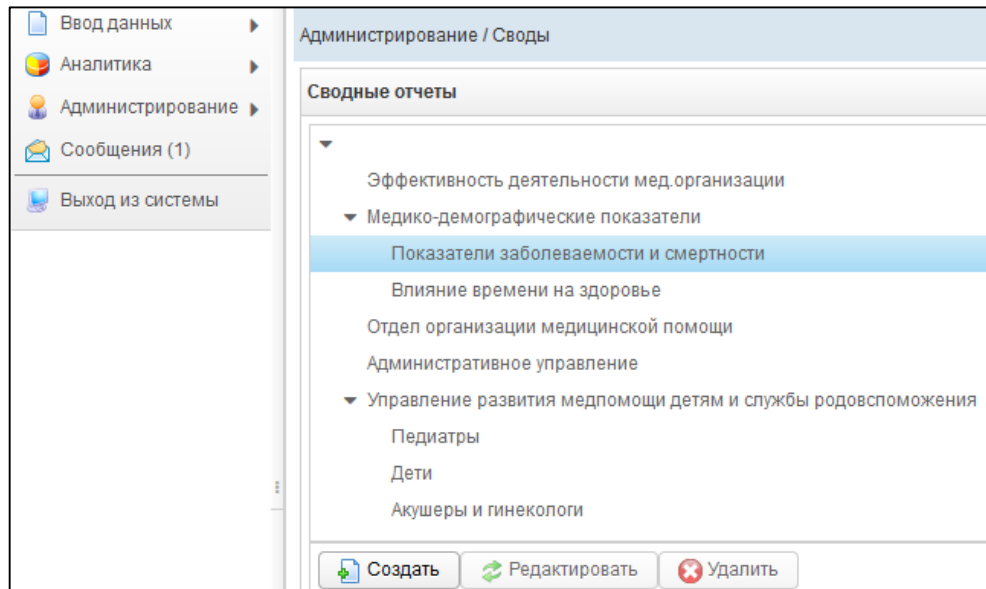 Ввод данных
Аналитика
Администрирование
Сообщения (1)
Выход из системы
Администрирование / Своды
Сводные отчеты
Эффективность деятельности мед.организации
Медико-демографические показатели
Показатели заболеваемости и смертности
Влияние времени на здоровье
Отдел организации медицинской помощи
Административное управление
Управление развития медпомощи детям и службы родовспоможения
Педиатры
Дети
Акушеры и гинекологи
Создать Редактировать Удалить